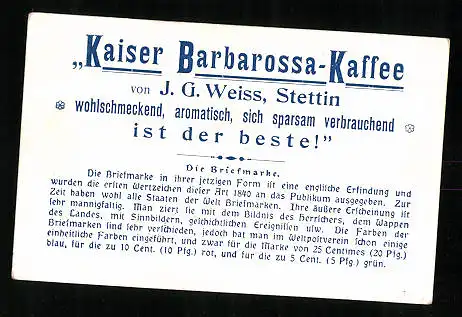 „Kaiser Barbarossa-Kaffee
von J. G. Weiss, Stettin
wohlschmeckend, aromatisch, sich sparsam verbrauchend
ist der beste!”
Die Briefmarke.
Die Briefmarke in ihrer jetzigen Form ist eine englische Erfindung und
wurden die ersten Wertzeichen dieser Art 1840 an das Publikum ausgegeben. Zur
Zeit haben wohl alle Staaten der Welt Briefmarken. Ihre äußere Erscheinung ist
sehr mannigfaltig. Man ziert sie mit dem Bildnis des Herrschers, dem Wappen
des Landes, mit Sinnbildern, geschichtlichen Ereignissen usw. Die Farben der
Briefmarken sind sehr verschieden, jedoch hat man im Weltpostverein schon einige
einheitliche Farben eingeführt, und zwar für die Marke von 25 Centimes (20 Pfg.)
blau, für die zu 10 Cent. (10 Pfg.) rot, und für die zu 5 Cent. (5 Pfg) grün.